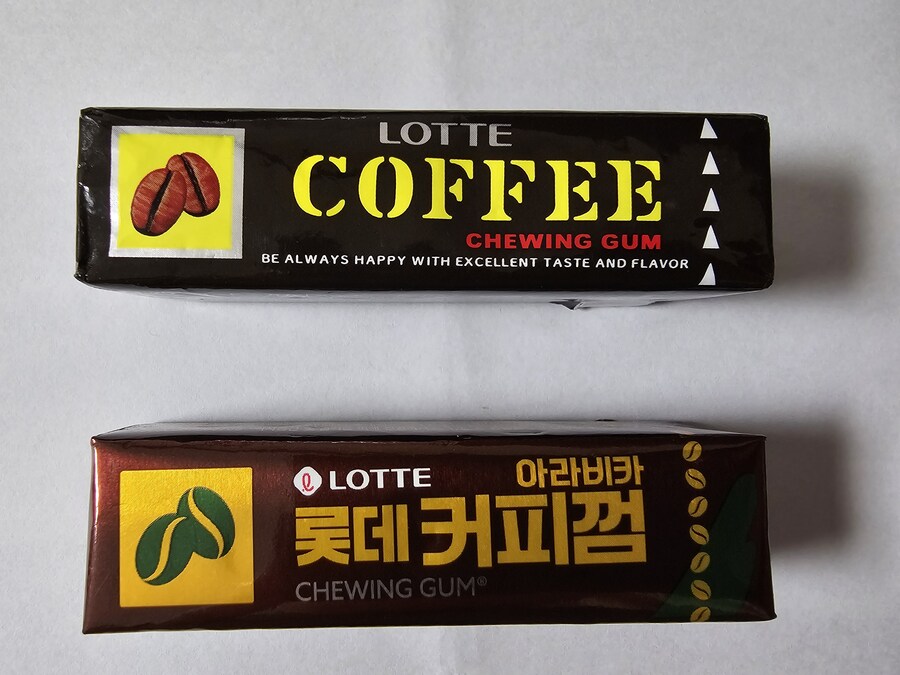 LOTTE
COFFEE
CHEWING GUM
BE ALWAYS HAPPY WITH EXCELLENT TASTE AND FLAVOR
LOTTE 아라비카
롯데 커피껌
CHEWING GUM®